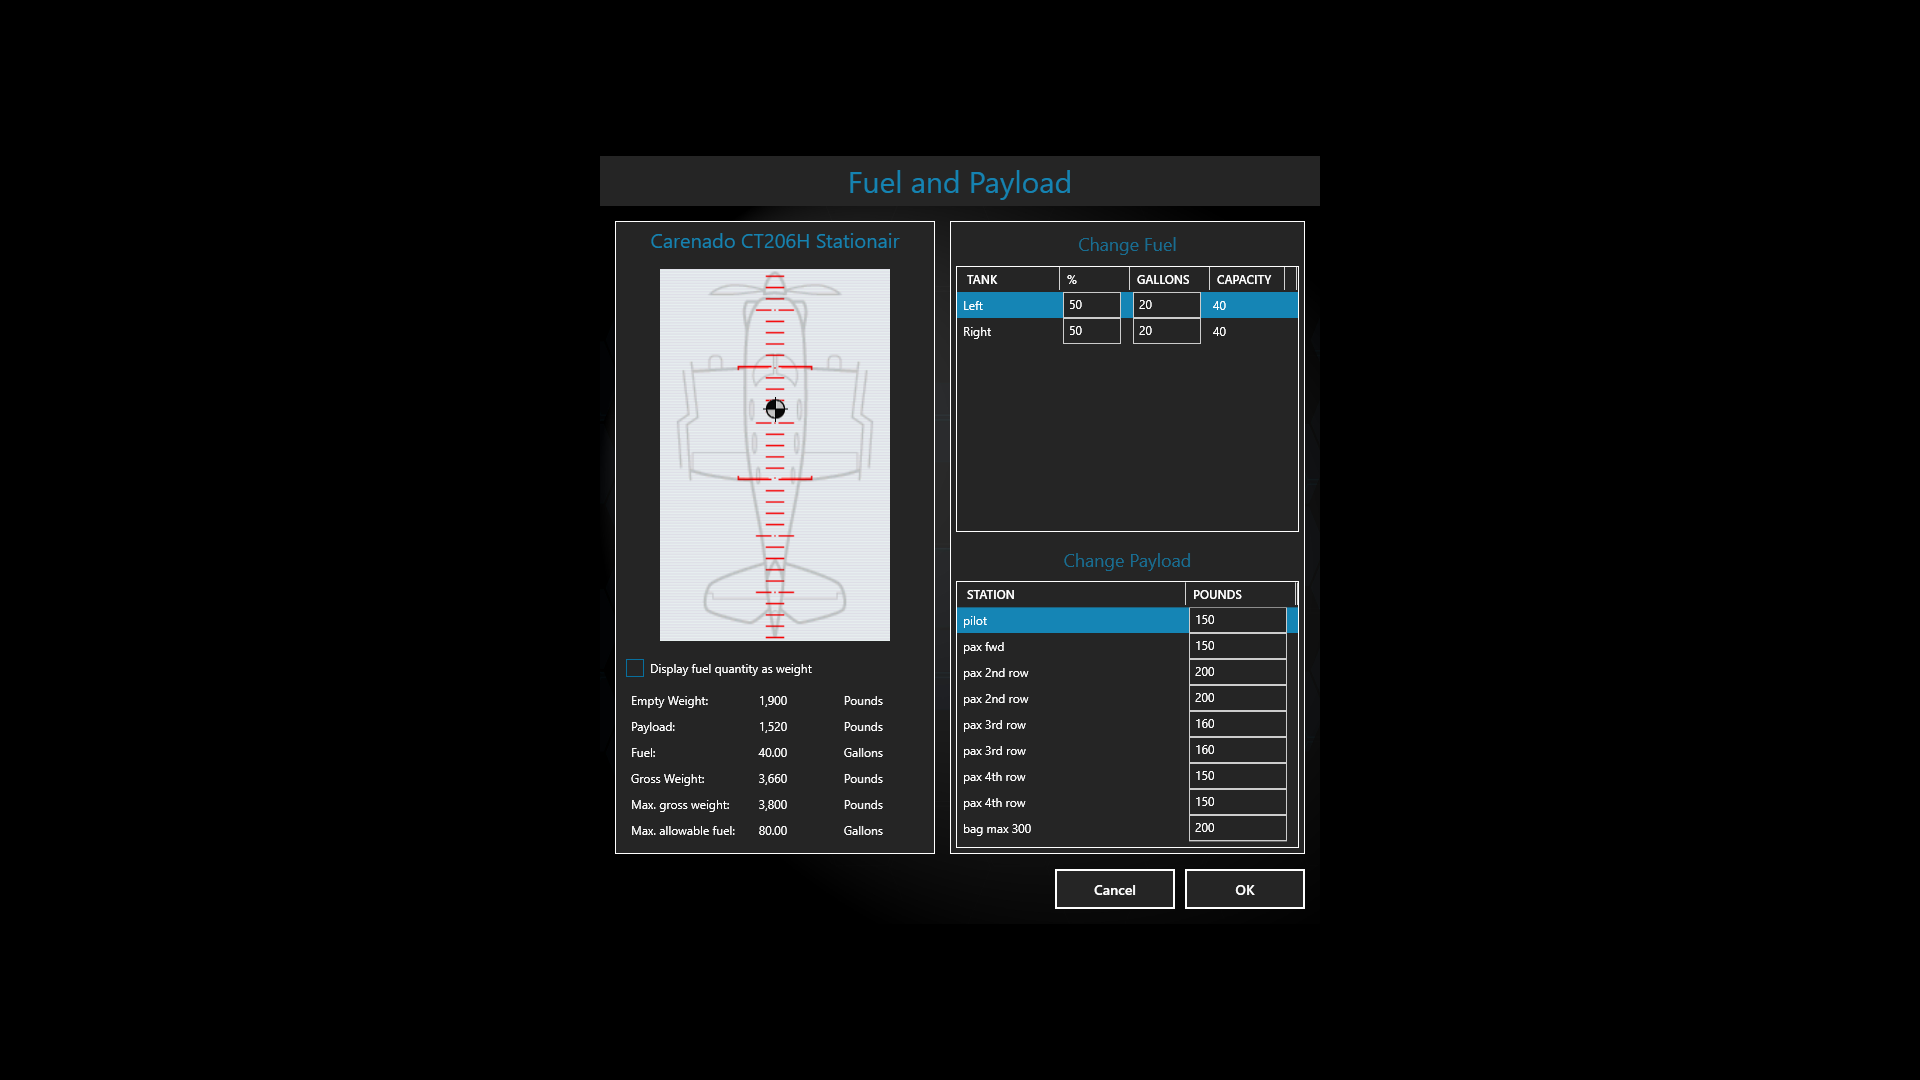 Fuel and Payload
Carenado CT206H Stationair
Display fuel quantity as weight
Empty Weight: 1,900 Pounds
Payload: 1,520 Pounds
Fuel: 40.00 Gallons
Gross Weight: 3,660 Pounds
Max. gross weight: 3,800 Pounds
Max. allowable fuel: 80.00 Gallons
Change Fuel
TANK % GALLONS CAPACITY
Left 50 20 40
Right 50 20 40
Change Payload
STATION POUNDS
pilot 150
pax fwd 150
pax 2nd row 200
pax 2nd row 200
pax 3rd row 160
pax 3rd row 160
pax 4th row 150
pax 4th row 150
bag max 300 200
Cancel OK